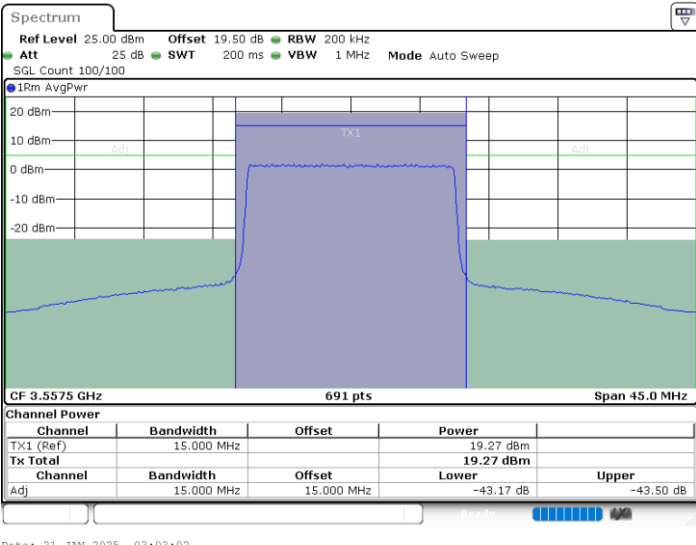 Spectrum
Ref Level 25.00 dBm Offset 19.50 dB RBW 200 kHz
Att 25 dB SWT 200 ms VBW 1 MHz Mode Auto Sweep
SGL Count 100/100
1Rm AvgPwr
20 dBm
TX1
10 dBm
Adj Adj
0 dBm
-10 dBm
-20 dBm
CF 3.5575 GHz 691 pts Span 45.0 MHz
Channel Power
Channel Bandwidth Offset Power
TX1 (Ref) 15.000 MHz 19.27 dBm
Tx Total 19.27 dBm
Channel Bandwidth Offset Lower Upper
Adj 15.000 MHz 15.000 MHz -43.17 dB -43.50 dB
Ready